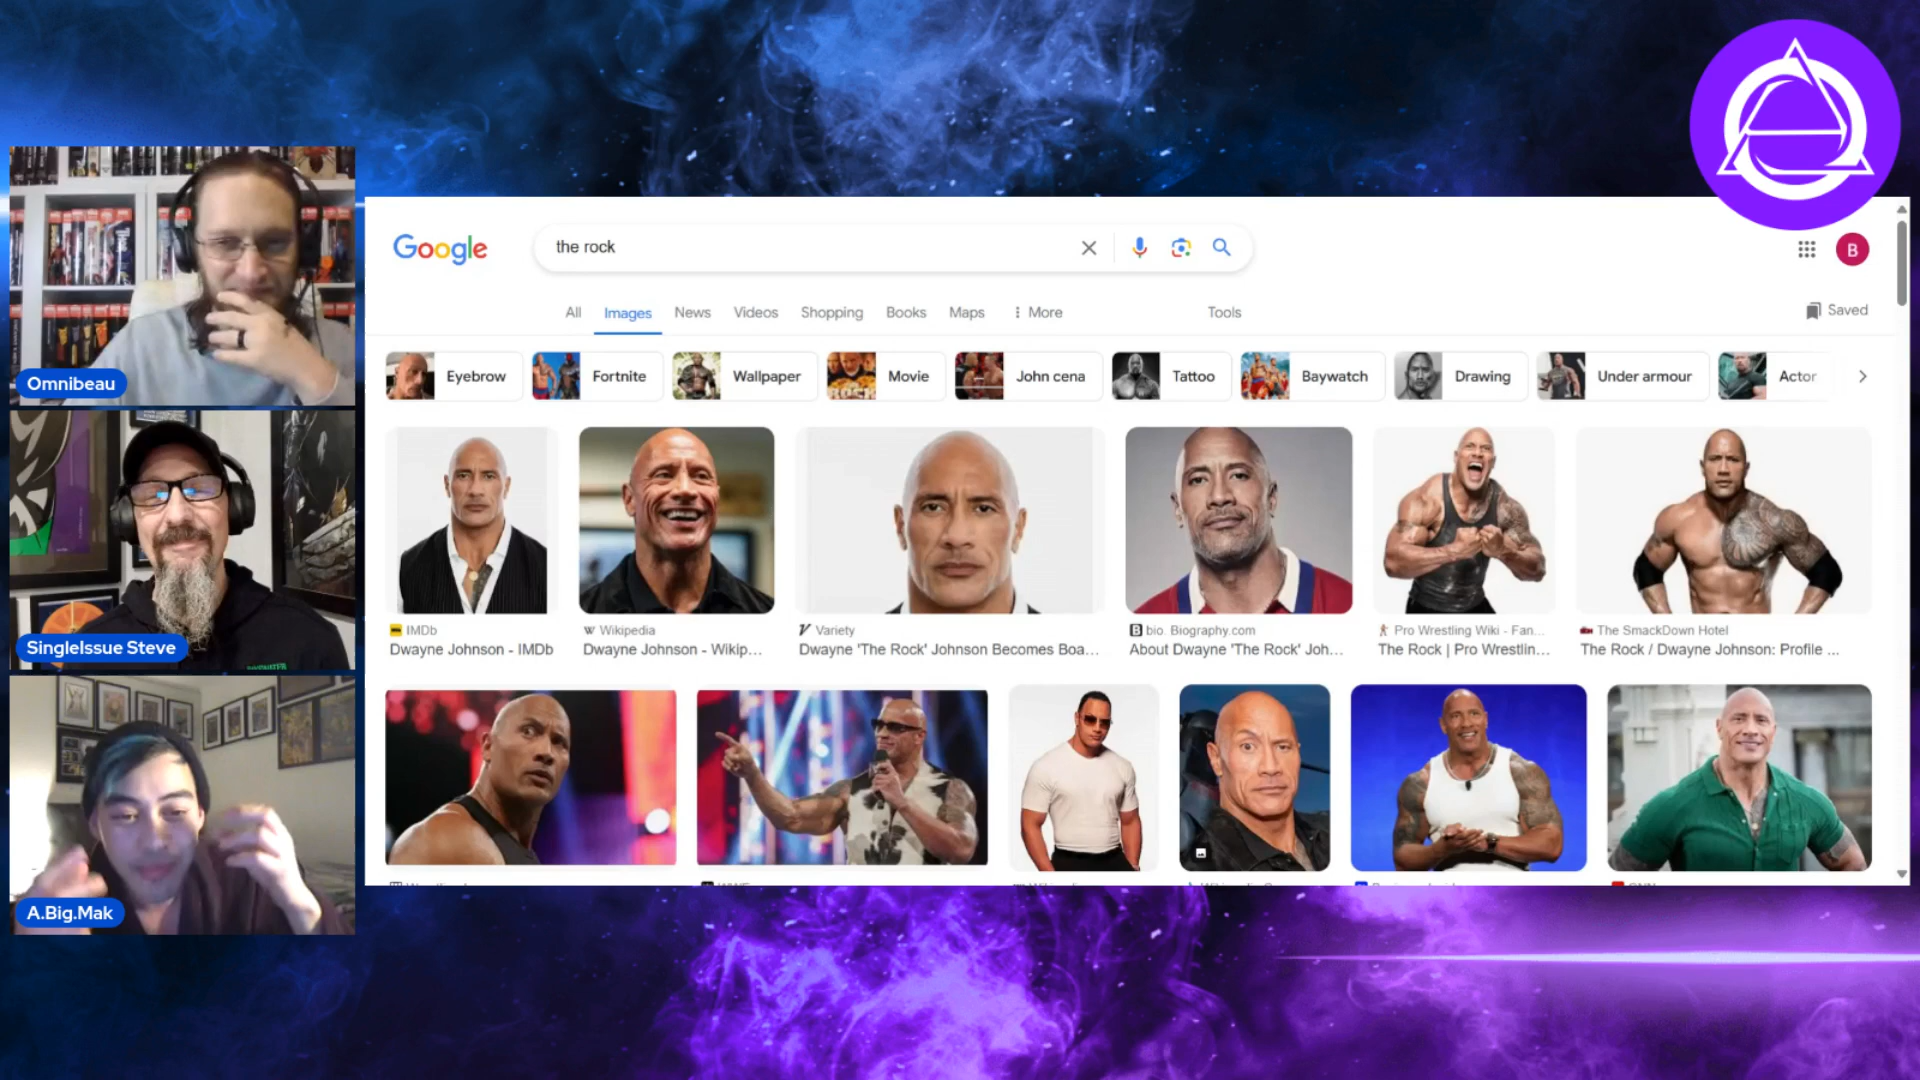 Google
the rock
B
All Images News Videos Shopping Books Maps More Tools
Saved
Eyebrow Fortnite Wallpaper Movie John cena Tattoo Baywatch Drawing Under armour Actor
Omnibeau
IMDb
Dwayne Johnson - IMDb
W Wikipedia
Dwayne Johnson - Wikip...
V Variety
Dwayne 'The Rock' Johnson Becomes Boa...
B bio. Biography.com
About Dwayne 'The Rock' Joh...
Pro Wrestling Wiki - Fan...
The Rock | Pro Wrestlin...
The SmackDown Hotel
The Rock / Dwayne Johnson: Profile ...
SingleIssue Steve
A.Big.Mak